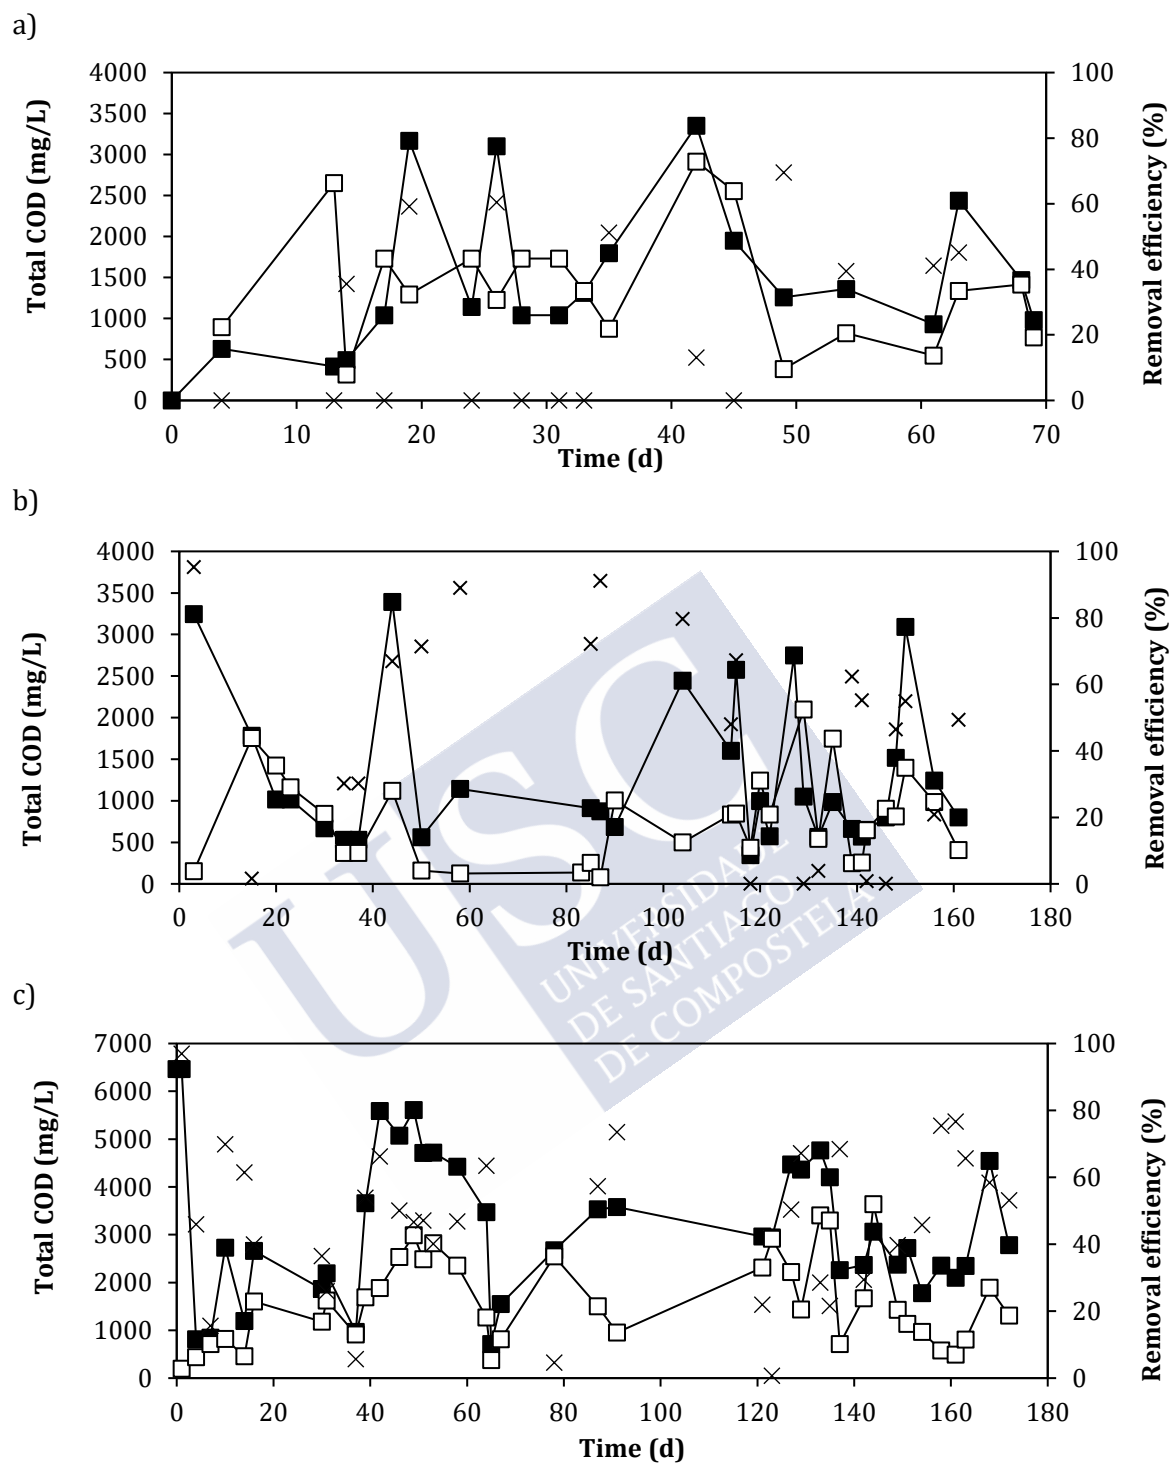 a)
4000
3500
3000
2500
2000
1500
1000
500
0
Total COD (mg/L)
0 10 20 30 40 50 60 70
Time (d)
100
80
60
40
20
0
Removal efficiency (%)
b)
4000
3500
3000
2500
2000
1500
1000
500
0
Total COD (mg/L)
0 20 40 60 80 100 120 140 160 180
Time (d)
100
80
60
40
20
0
Removal efficiency (%)
USC
UNIVERSIDADE
DE SANTIAGO
DE COMPOSTELA
c)
7000
6000
5000
4000
3000
2000
1000
0
Total COD (mg/L)
0 20 40 60 80 100 120 140 160 180
Time (d)
100
80
60
40
20
0
Removal efficiency (%)